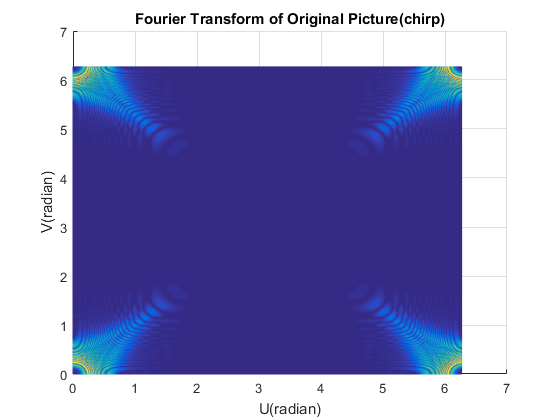 Fourier Transform of Original Picture(chirp)
7
6
5
4
3
2
1
0
V(radian)
0 1 2 3 4 5 6 7
U(radian)